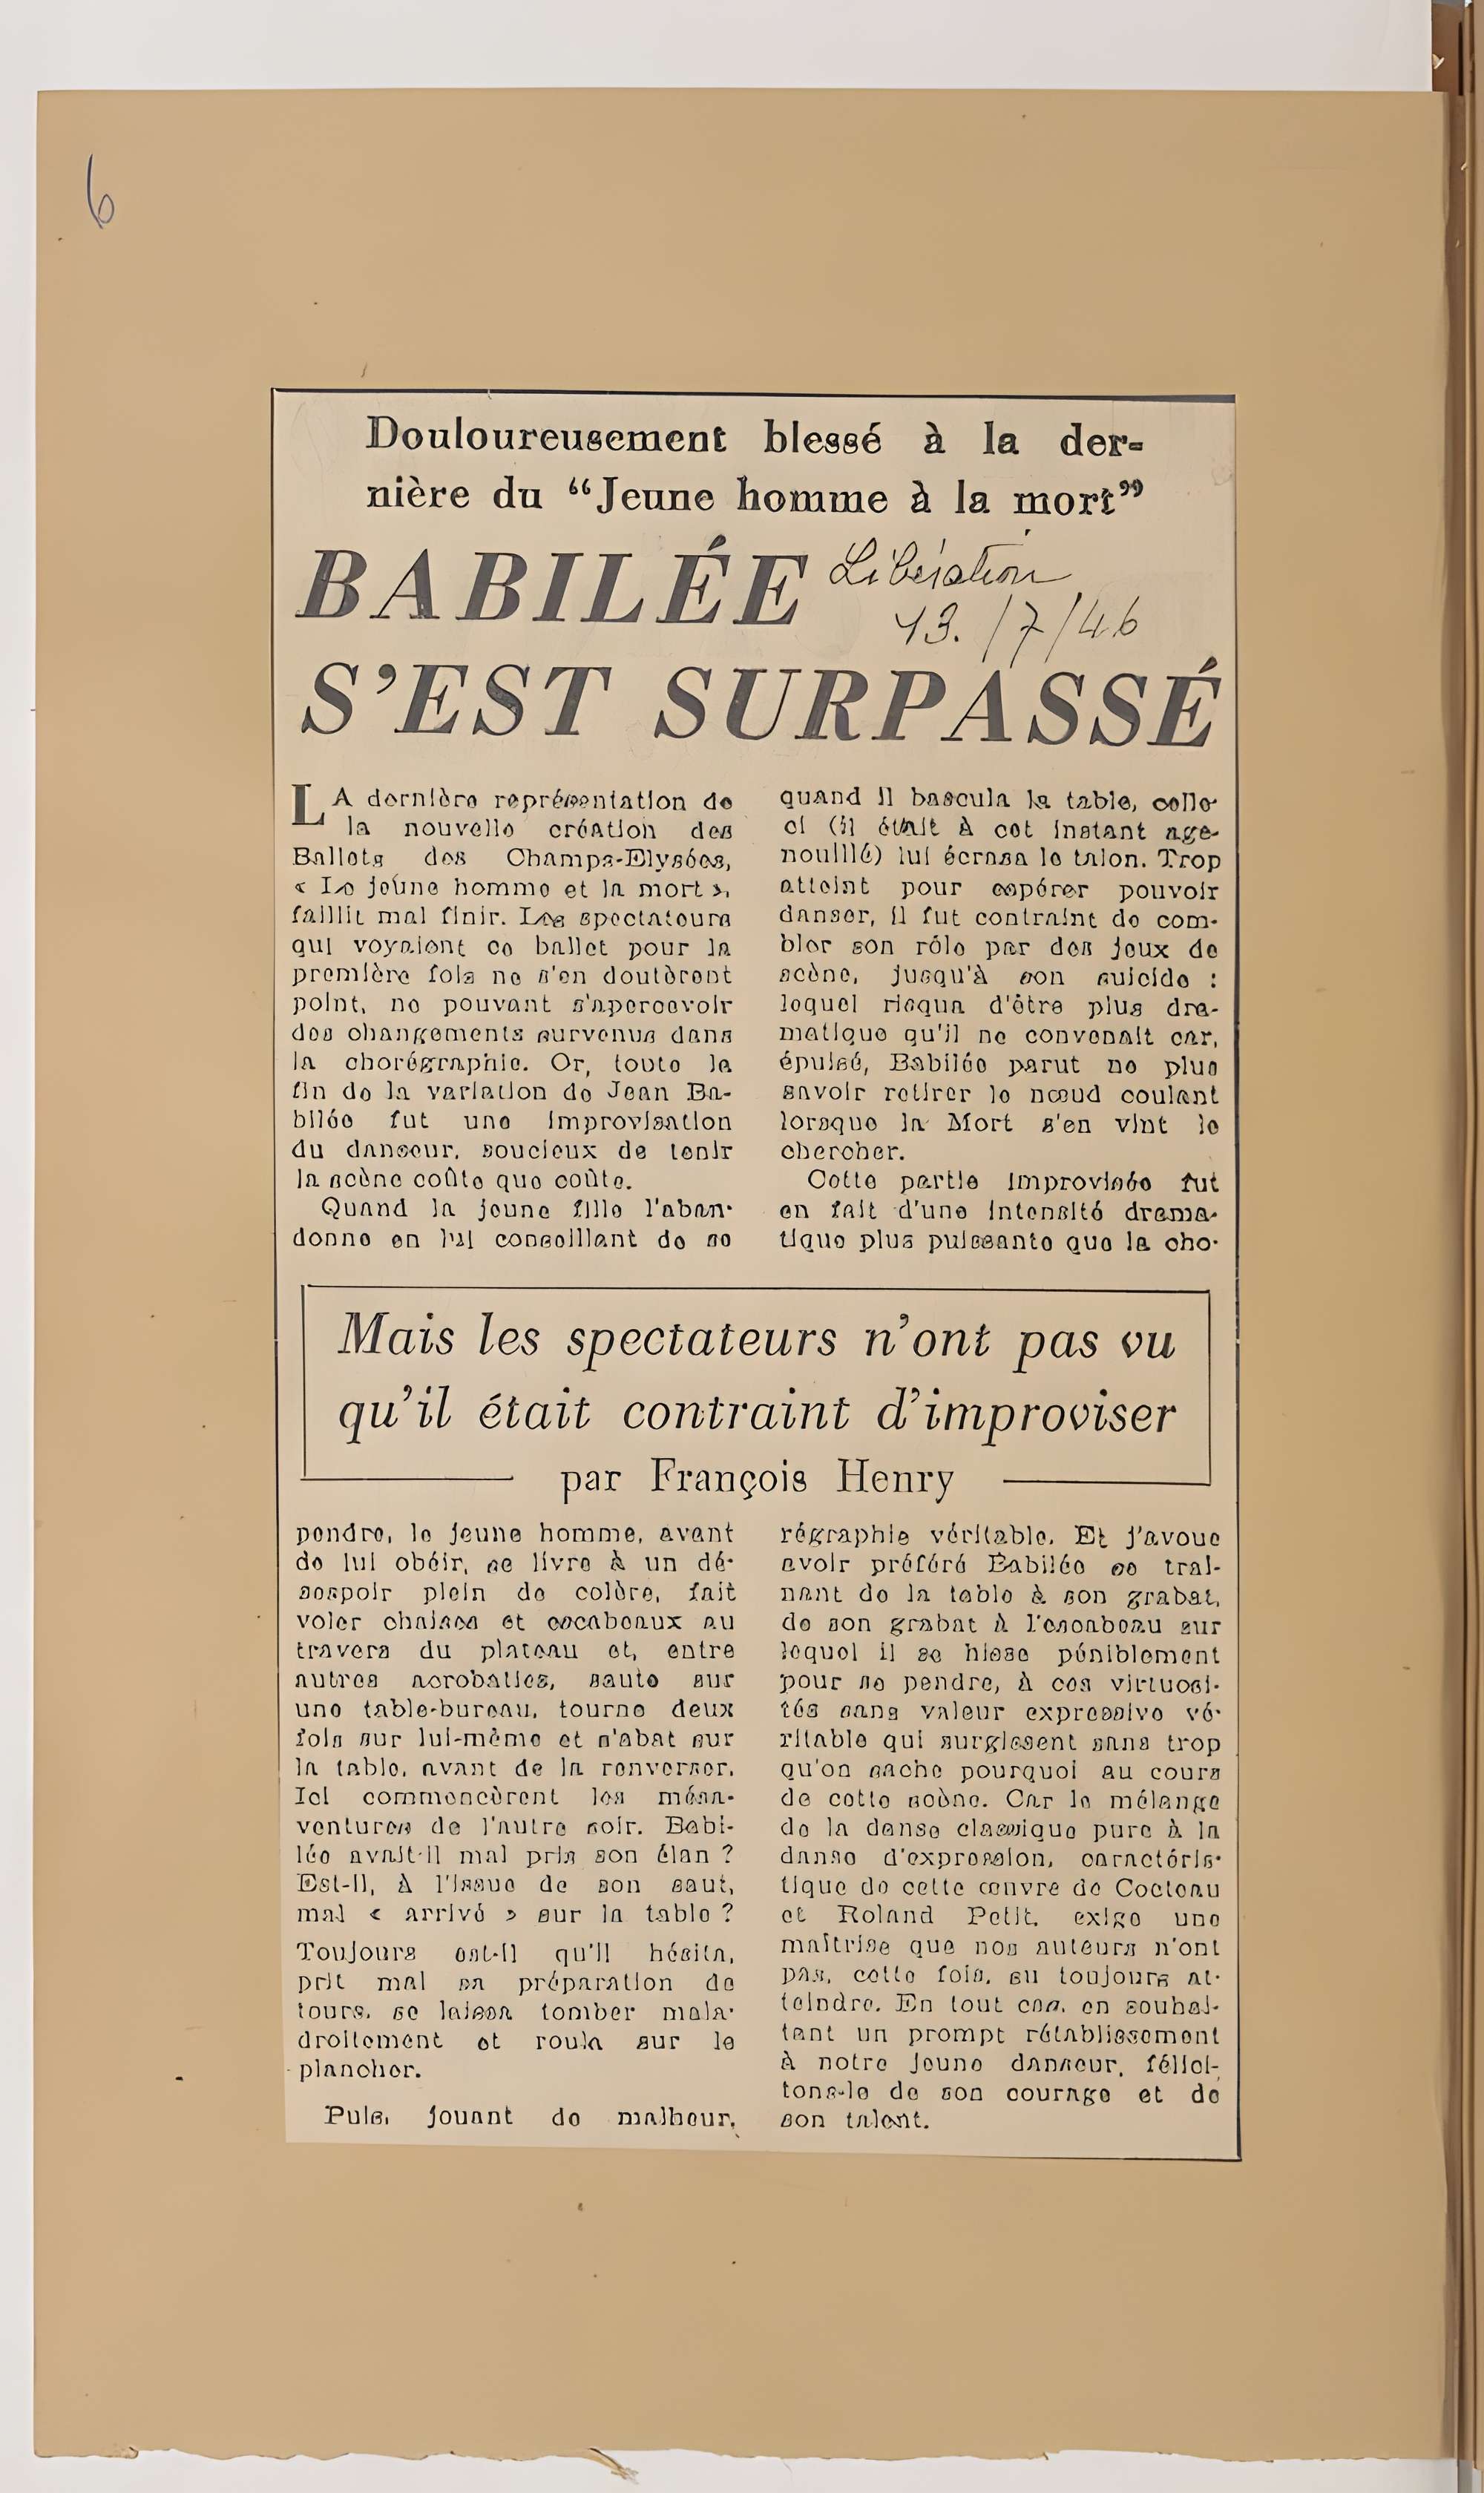 6
Douloureusement blessé à la der-
nière du “Jeune homme à la mort”
BABILÉE
Libération
13./7/46
S'EST SURPASSÉ
LA dernière représentation de
la nouvelle création des
Ballets des Champs-Elysées,
« Le jeune homme et la mort »,
faillit mal finir. Les spectateurs
qui voyaient ce ballet pour la
première fois ne s'en doutèrent
point, ne pouvant s'apercevoir
des changements survenus dans
la chorégraphie. Or, toute la
fin de la variation de Jean Ba-
bilée fut une improvisation
du danseur, soucieux de tenir
la scène coûte que coûte.
Quand la jeune fille l'aban-
donne en lui conseillant de se
quand il bascula la table, celle-
ci (il était à cet instant age-
nouillé) lui écrasa le talon. Trop
atteint pour espérer pouvoir
danser, il fut contraint de com-
bler son rôle par des jeux de
scène, jusqu'à son suicide :
lequel risqua d'être plus dra-
matique qu'il ne convenait car,
épuisé, Babilée parut ne plus
savoir retirer le nœud coulant
lorsque la Mort s'en vint le
chercher.
Cette partie improvisée fut
en fait d'une intensité drama-
tique plus puissante que la cho-
Mais les spectateurs n'ont pas vu
qu'il était contraint d'improviser
par François Henry
pendre, le jeune homme, avant
de lui obéir, se livre à un dé-
sespoir plein de colère, fait
voler chaises et escabeaux au
travers du plateau et, entre
autres acrobaties, saute sur
une table-bureau, tourne deux
fois sur lui-même et s'abat sur
la table, avant de la renverser.
Ici commencèrent les mésa-
ventures de l'autre soir. Babi-
lée avait-il mal pris son élan ?
Est-il, à l'issue de son saut,
mal « arrivé » sur la table ?
Toujours est-il qu'il hésita,
prit mal sa préparation de
tours, se laissa tomber mala-
droitement et roula sur le
plancher.
Puis, jouant de malheur,
régraphie véritable. Et j'avoue
avoir préféré Babilée se traî-
nant de la table à son grabat,
de son grabat à l'escabeau sur
lequel il se hisse péniblement
pour se pendre, à ces virtuosi-
tés sans valeur expressive vé-
ritable qui surgissent sans trop
qu'on sache pourquoi au cours
de cette scène. Car le mélange
de la danse classique pure à la
danse d'expression, caractéris-
tique de cette œuvre de Cocteau
et Roland Petit, exige une
maîtrise que nos auteurs n'ont
pas, cette fois, su toujours at-
teindre. En tout cas, en souhai-
tant un prompt rétablissement
à notre jeune danseur, félici-
tons-le de son courage et de
son talent.